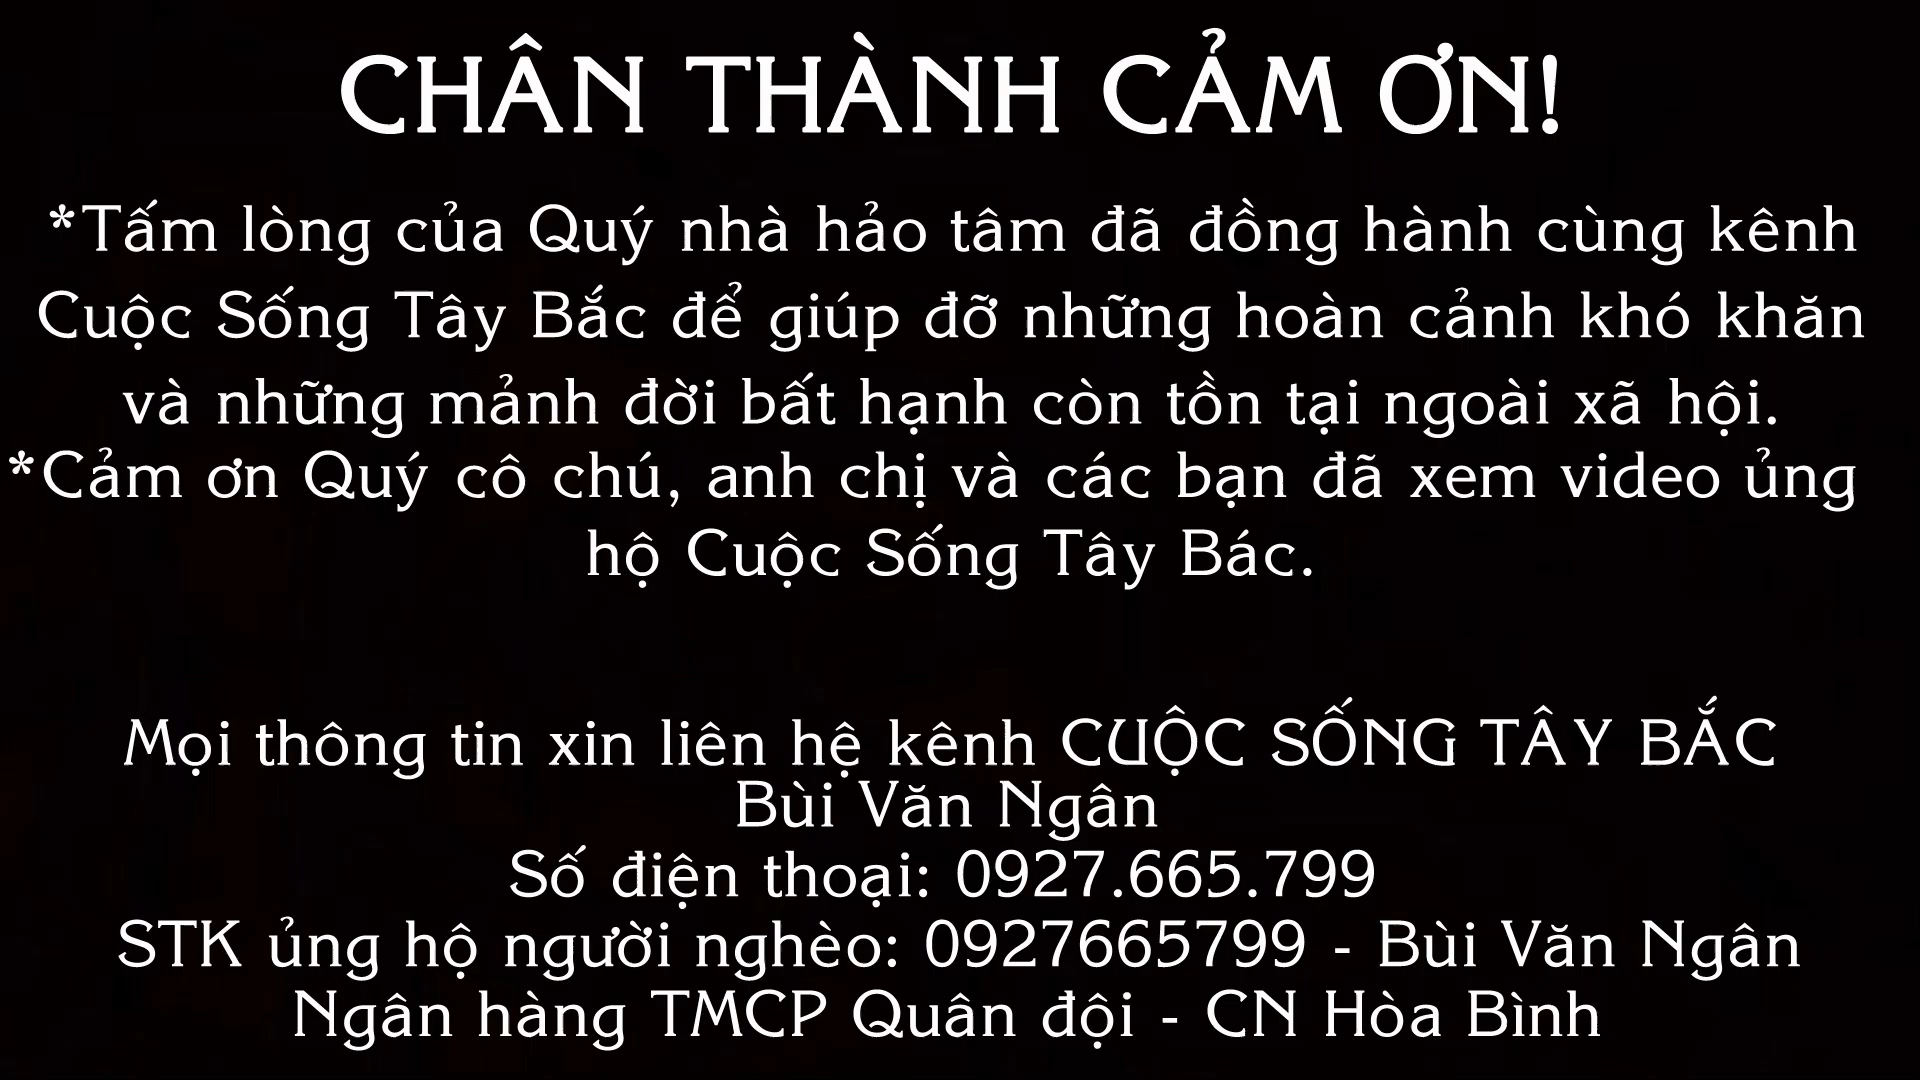 CHÂN THÀNH CẢM ƠN!
*Tấm lòng của Quý nhà hảo tâm đã đồng hành cùng kênh
Cuộc Sống Tây Bắc để giúp đỡ những hoàn cảnh khó khăn
và những mảnh đời bất hạnh còn tồn tại ngoài xã hội.
*Cảm ơn Quý cô chú, anh chị và các bạn đã xem video ủng
hộ Cuộc Sống Tây Bác.
Mọi thông tin xin liên hệ kênh CUỘC SỐNG TÂY BẮC
Bùi Văn Ngân
Số điện thoại: 0927.665.799
STK ủng hộ người nghèo: 0927665799 - Bùi Văn Ngân
Ngân hàng TMCP Quân đội - CN Hòa Bình